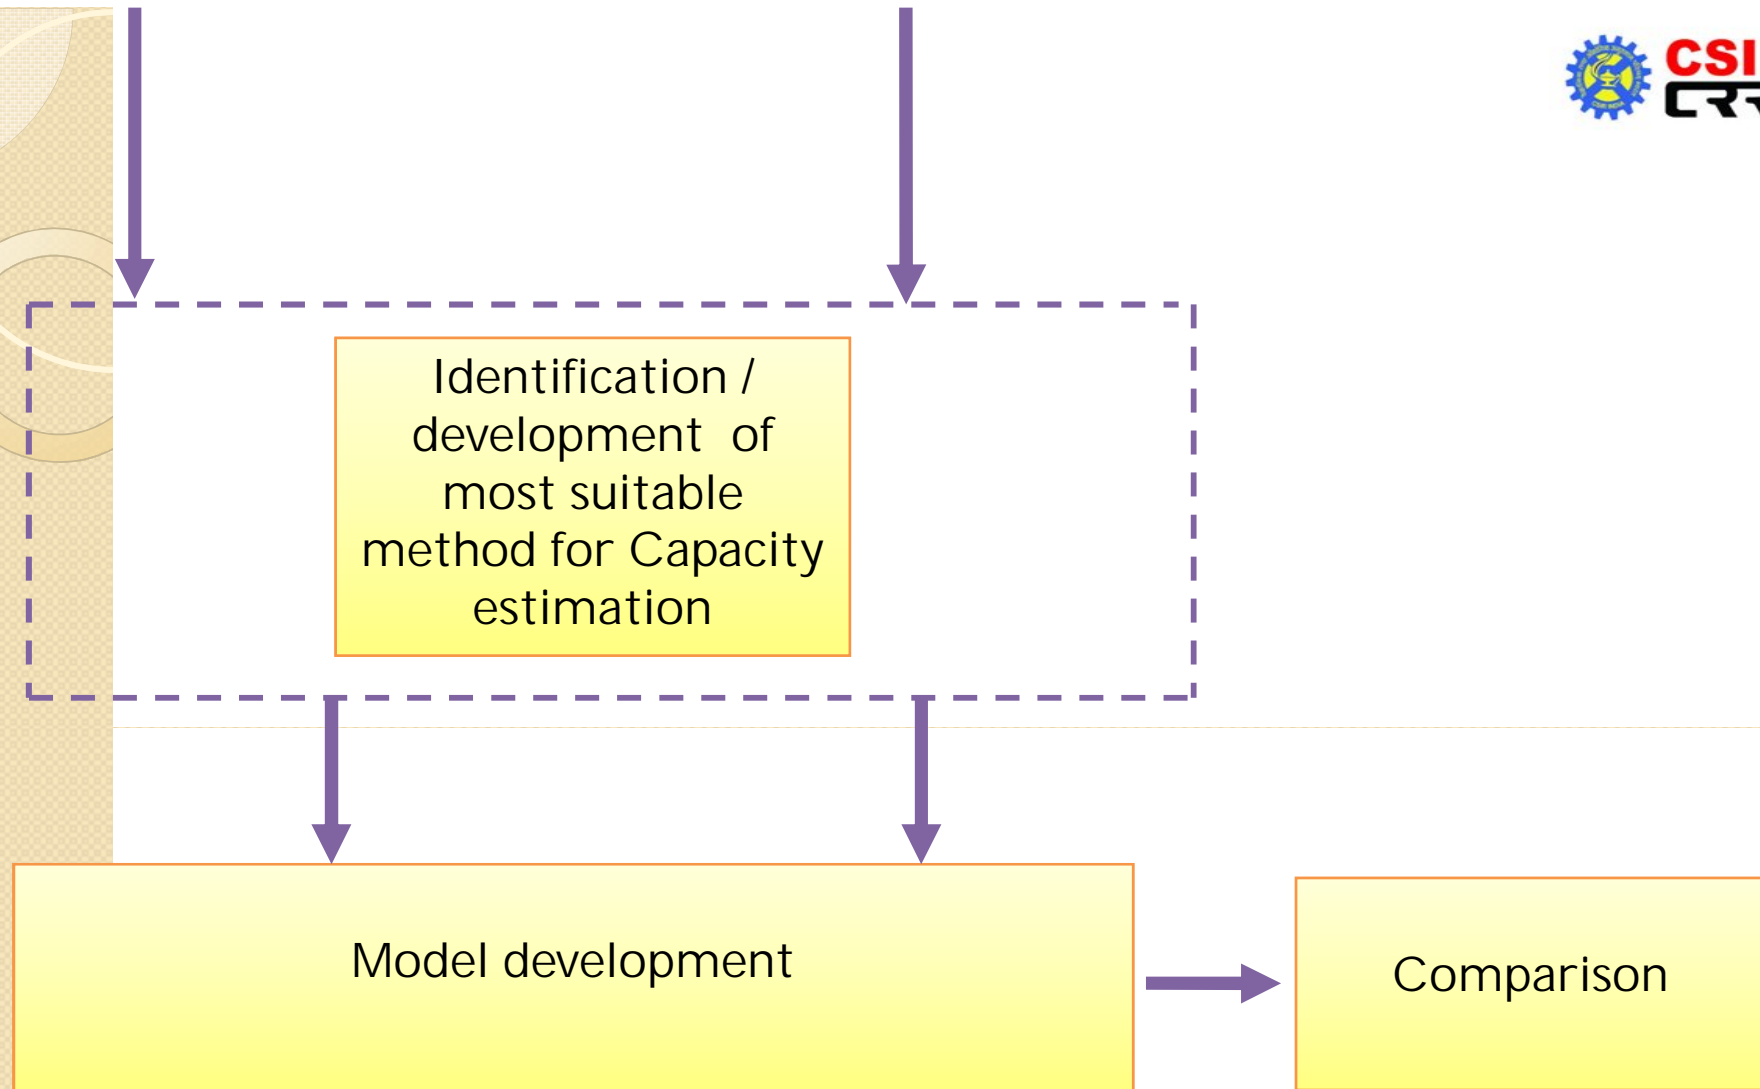 CSI
Identification /
development of
most suitable
method for Capacity
estimation
Model development
Comparison